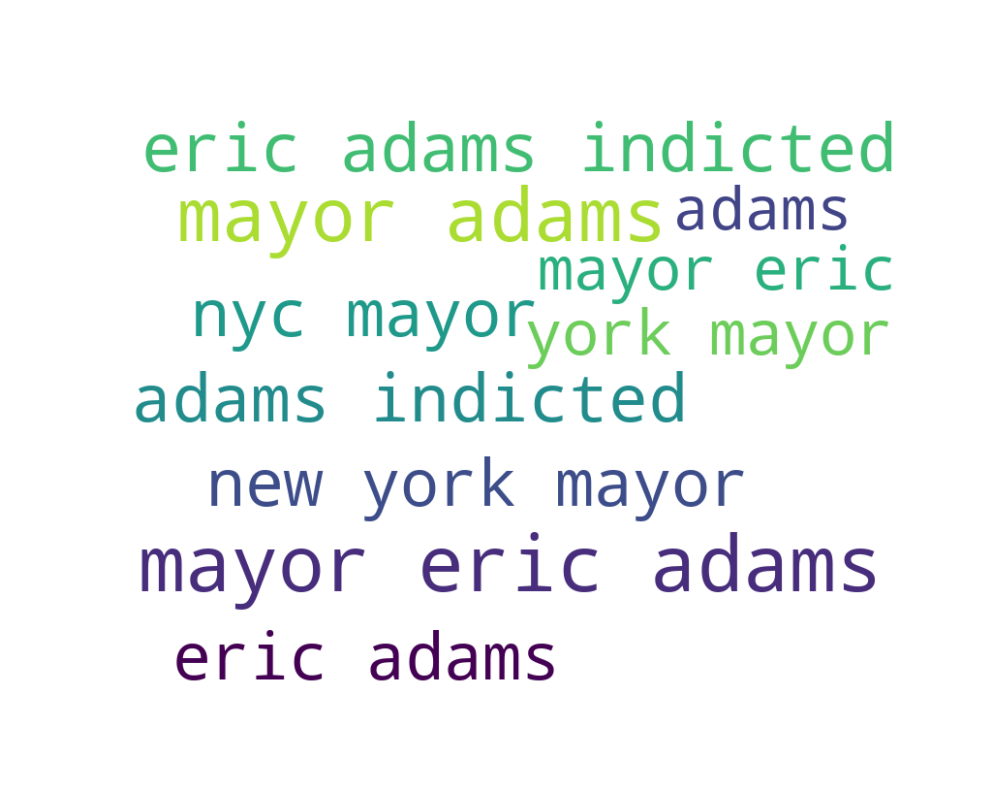 eric adams indicted
mayor adams
adams
mayor eric
nyc mayor
york mayor
adams indicted
new york mayor
mayor eric adams
eric adams